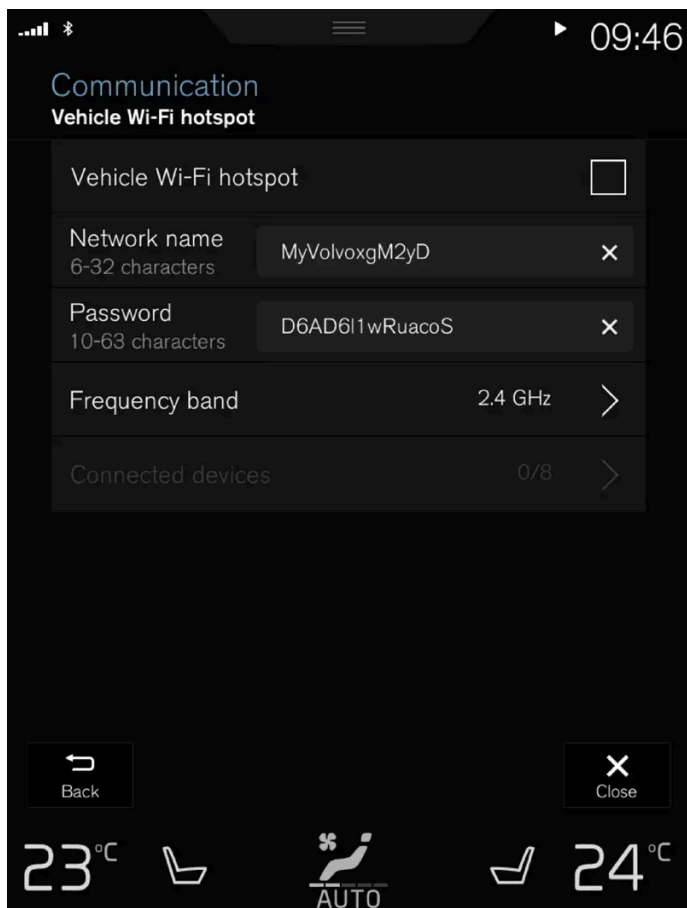 09:46
Communication
Vehicle Wi-Fi hotspot
Vehicle Wi-Fi hotspot
Network name
6-32 characters
MyVolvoxgM2yD
Password
10-63 characters
D6AD6l1wRuacoS
Frequency band 2.4 GHz
Connected devices 0/8
Back
Close
23°C
AUTO
24°C